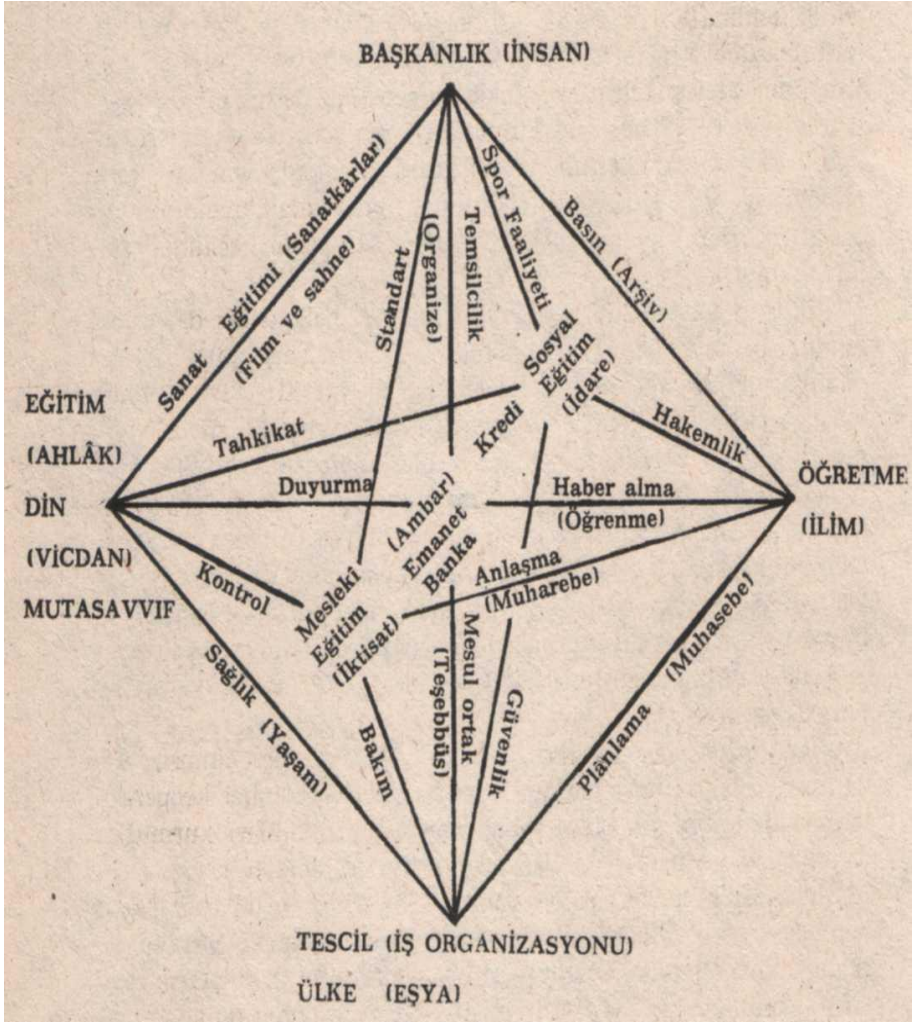 BAŞKANLIK (İNSAN)
Sanat Eğitimi (Sanatkârlar)
(Film ve sahne)
Standart
(Organize)
Temsilcilik
Spor Faaliyeti
Basın (Arşiv)
Sosyal
Eğitim
(İdare)
EĞİTİM
(AHLÂK)
DİN
(VİCDAN)
MUTASAVVIF
Tahkikat
Kredi
Hakemlik
ÖĞRETME
(İLİM)
Duyurma
(Ambar)
Emanet
Banka
Haber alma
(Öğrenme)
Kontrol
Meslekî
Eğitim
(İktisat)
Anlaşma
(Muharebe)
Sağlık (Yaşam)
Bakım
Mesul ortak
(Teşebbüs)
Güvenlik
Plânlama (Muhasebe)
TESCİL (İŞ ORGANİZASYONU)
ÜLKE (EŞYA)